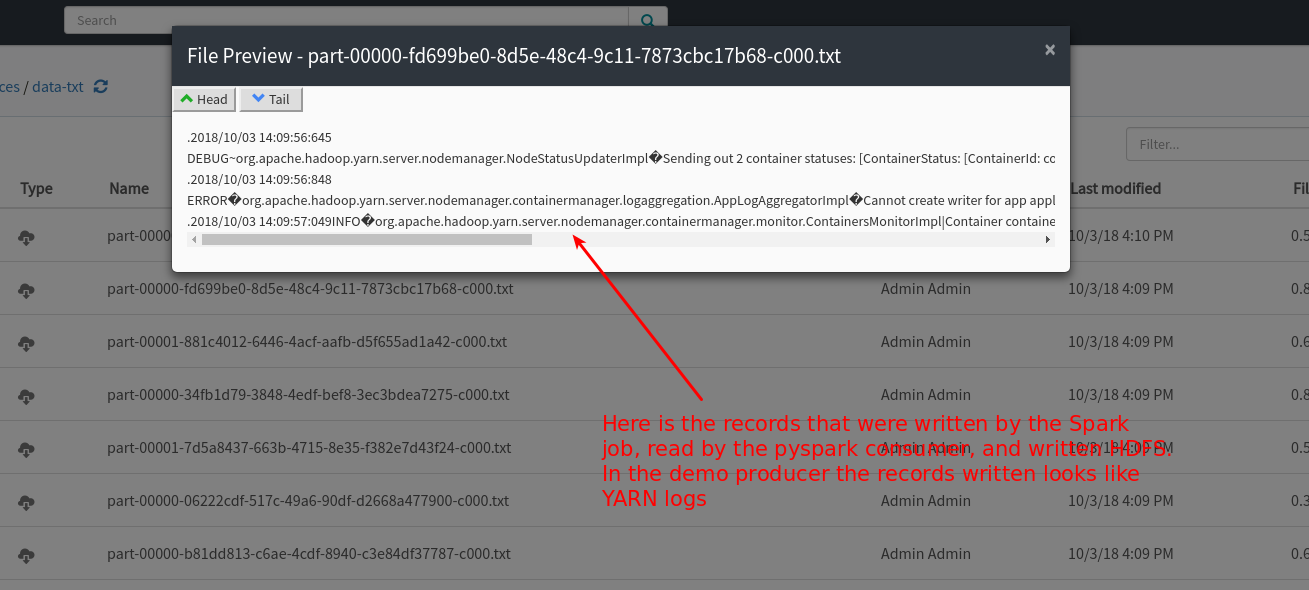 Search
File Preview - part-00000-fd699be0-8d5e-48c4-9c11-7873cbc17b68-c000.txt ×
ces / data-txt
Head Tail
.2018/10/03 14:09:56:645
DEBUG~org.apache.hadoop.yarn.server.nodemanager.NodeStatusUpdaterImpl�Sending out 2 container statuses: [ContainerStatus: [ContainerId: co
.2018/10/03 14:09:56:848
ERROR�org.apache.hadoop.yarn.server.nodemanager.containermanager.logaggregation.AppLogAggregatorImpl�Cannot create writer for app appl
.2018/10/03 14:09:57:049INFO�org.apache.hadoop.yarn.server.nodemanager.containermanager.monitor.ContainersMonitorImpl|Container containe
Filter...
Type Name Last modified Fil
part-0000 10/3/18 4:10 PM 0.5
part-00000-fd699be0-8d5e-48c4-9c11-7873cbc17b68-c000.txt Admin Admin 10/3/18 4:09 PM 0.8
part-00001-881c4012-6446-4acf-aafb-d5f655ad1a42-c000.txt Admin Admin 10/3/18 4:09 PM 0.6
part-00000-34fb1d79-3848-4edf-bef8-3ec3bdea7275-c000.txt Admin Admin 10/3/18 4:09 PM 0.8
part-00001-7d5a8437-663b-4715-8e35-f382e7d43f24-c000.txt Admin Admin 10/3/18 4:09 PM 0.5
part-00000-06222cdf-517c-49a6-90df-d2668a477900-c000.txt Admin Admin 10/3/18 4:09 PM 0.3
part-00000-b81dd813-c6ae-4cdf-8940-c3e84df37787-c000.txt Admin Admin 10/3/18 4:09 PM 0.6
Here is the records that were written by the Spark
job, read by the pyspark consumer, and written HDFS.
In the demo producer the records written looks like
YARN logs